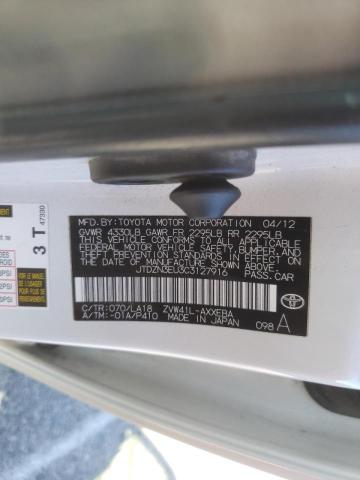 3 T
47330
MFD. BY: TOYOTA MOTOR CORPORATION 04/12
GVWR 4330LB GAWR FR 2295LB RR 2295LB
THIS VEHICLE CONFORMS TO ALL APPLICABLE
FEDERAL MOTOR VEHICLE SAFETY, BUMPER, AND
THEFT PREVENTION STANDARDS IN EFFECT ON
THE DATE OF MANUFACTURE SHOWN ABOVE.
JTDZN3EU3C3127916 PASS.CAR
C/TR: 070/LA18 ZVW41L-AXXEBA
A/TM: -01A/P410 MADE IN JAPAN
098 A
TOYOTA